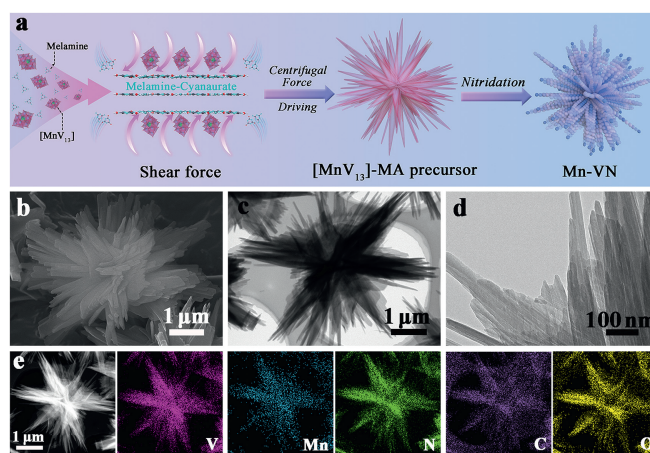 a
Melamine
[MnV13]
Melamine-Cyanaurate
Shear force
Centrifugal
Force
Driving
[MnV13]-MA precursor
Nitridation
Mn-VN
b
1 μm
c
1 μm
d
100 nm
e
1 μm
V
Mn
N
C
O